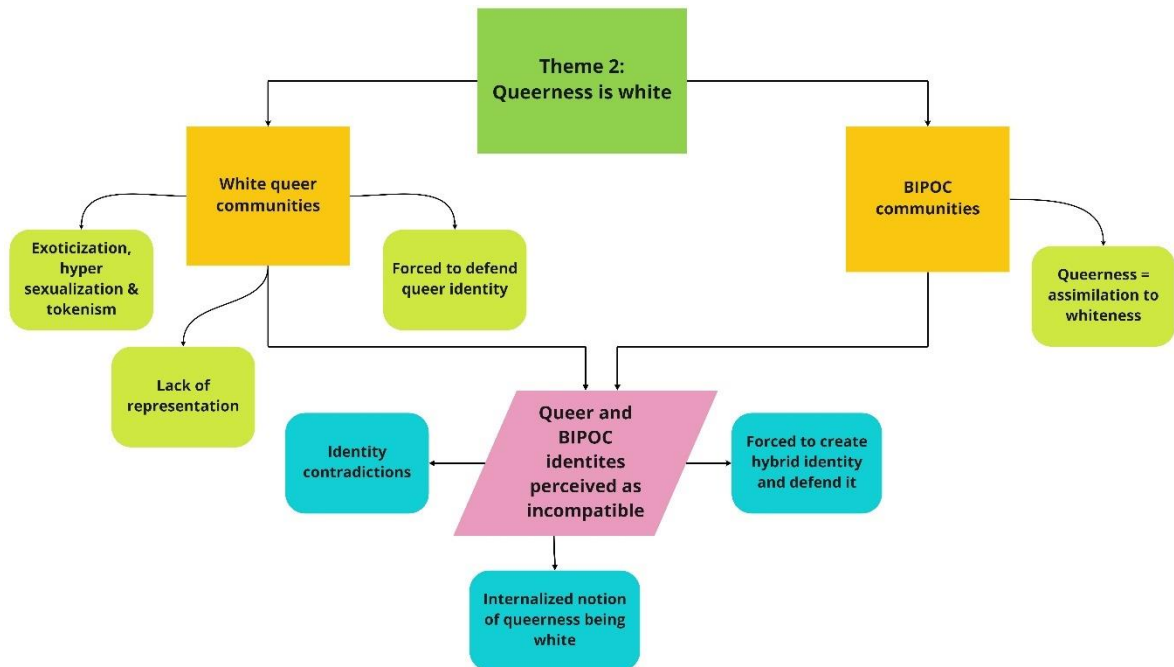 Theme 2:
Queerness is white
White queer
communities
BIPOC
communities
Exoticization,
hyper
sexualization &
tokenism
Forced to defend
queer identity
Queerness =
assimilation to
whiteness
Lack of
representation
Queer and
BIPOC
identites
perceived as
incompatible
Identity
contradictions
Forced to create
hybrid identity
and defend it
Internalized notion
of queerness being
white